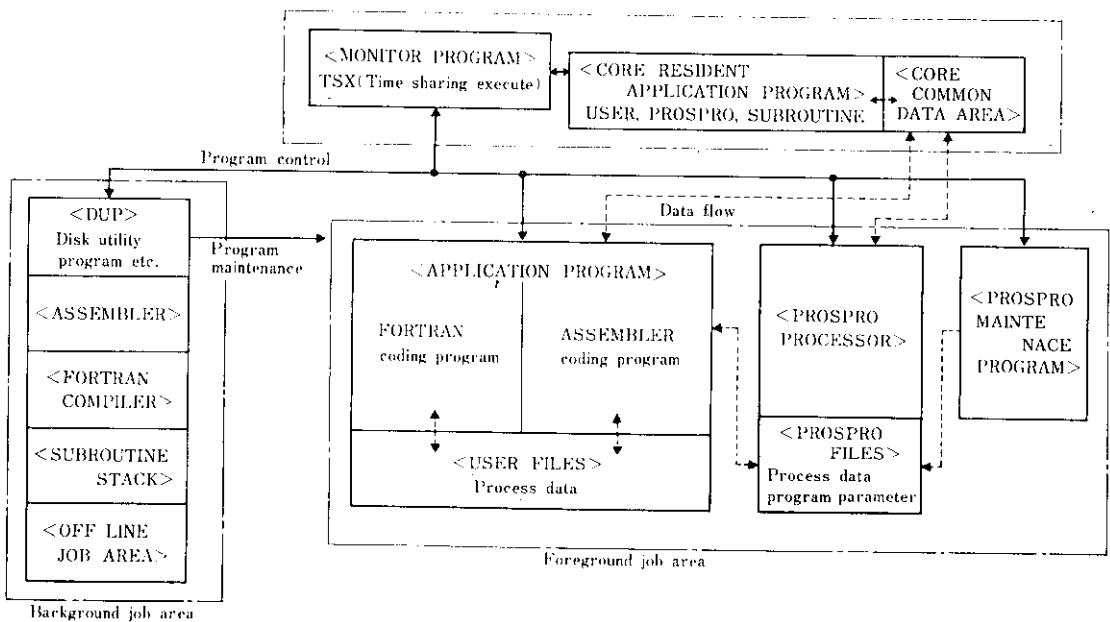 <MONITOR PROGRAM>
TSX(Time sharing execute)
<CORE RESIDENT
APPLICATION PROGRAM>
USER, PROSPRO, SUBROUTINE
<CORE
COMMON
DATA AREA>
Program control
<DUP>
Disk utility
program etc.
Program
maintenance
Data flow
<ASSEMBLER>
<FORTRAN
COMPILER>
<SUBROUTINE
STACK>
<OFF LINE
JOB AREA>
Background job area
<APPLICATION PROGRAM>
FORTRAN
coding program
ASSEMBLER
coding program
<USER FILES>
Process data
<PROSPRO
PROCESSOR>
<PROSPRO
FILES>
Process data
program parameter
<PROSPRO
MAINTE
NACE
PROGRAM>
Foreground job area